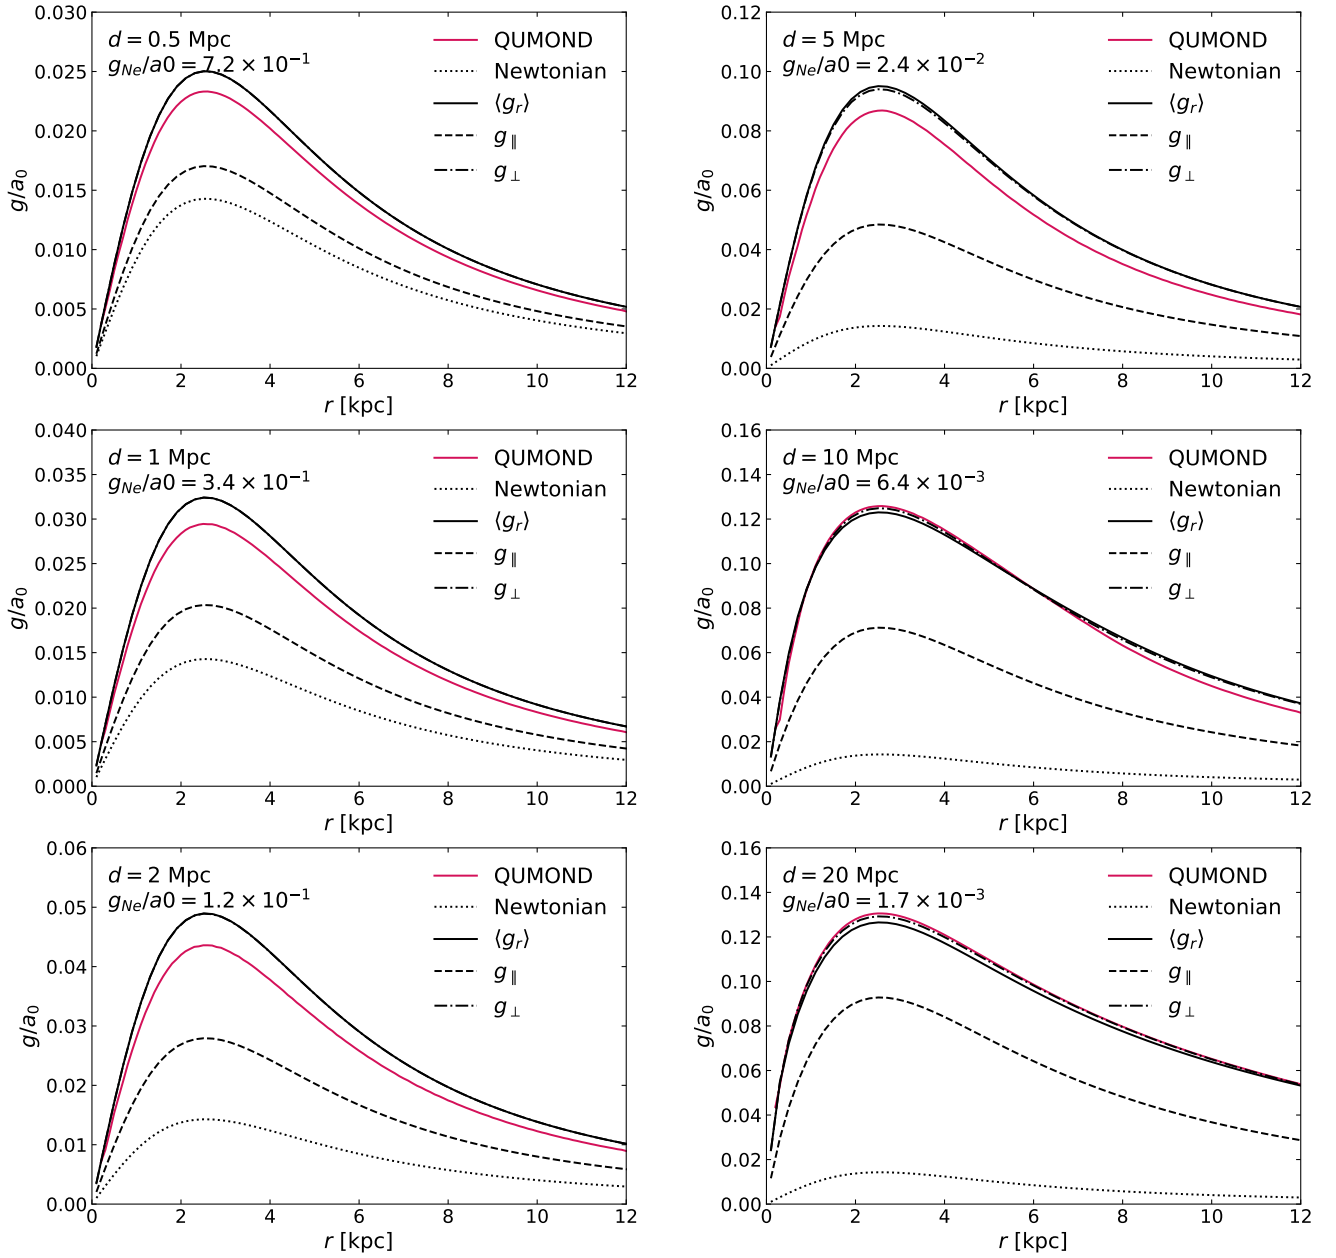 d = 0.5 Mpc
g_Ne/a0 = 7.2 × 10⁻¹
QUMOND
Newtonian
⟨g_r⟩
g_∥
g_⊥
g/a₀
0.030
0.025
0.020
0.015
0.010
0.005
0.000
0 2 4 6 8 10 12
r [kpc]
d = 5 Mpc
g_Ne/a0 = 2.4 × 10⁻²
QUMOND
Newtonian
⟨g_r⟩
g_∥
g_⊥
g/a₀
0.12
0.10
0.08
0.06
0.04
0.02
0.00
0 2 4 6 8 10 12
r [kpc]
d = 1 Mpc
g_Ne/a0 = 3.4 × 10⁻¹
QUMOND
Newtonian
⟨g_r⟩
g_∥
g_⊥
g/a₀
0.040
0.035
0.030
0.025
0.020
0.015
0.010
0.005
0.000
0 2 4 6 8 10 12
r [kpc]
d = 10 Mpc
g_Ne/a0 = 6.4 × 10⁻³
QUMOND
Newtonian
⟨g_r⟩
g_∥
g_⊥
g/a₀
0.16
0.14
0.12
0.10
0.08
0.06
0.04
0.02
0.00
0 2 4 6 8 10 12
r [kpc]
d = 2 Mpc
g_Ne/a0 = 1.2 × 10⁻¹
QUMOND
Newtonian
⟨g_r⟩
g_∥
g_⊥
g/a₀
0.06
0.05
0.04
0.03
0.02
0.01
0.00
0 2 4 6 8 10 12
r [kpc]
d = 20 Mpc
g_Ne/a0 = 1.7 × 10⁻³
QUMOND
Newtonian
⟨g_r⟩
g_∥
g_⊥
g/a₀
0.16
0.14
0.12
0.10
0.08
0.06
0.04
0.02
0.00
0 2 4 6 8 10 12
r [kpc]